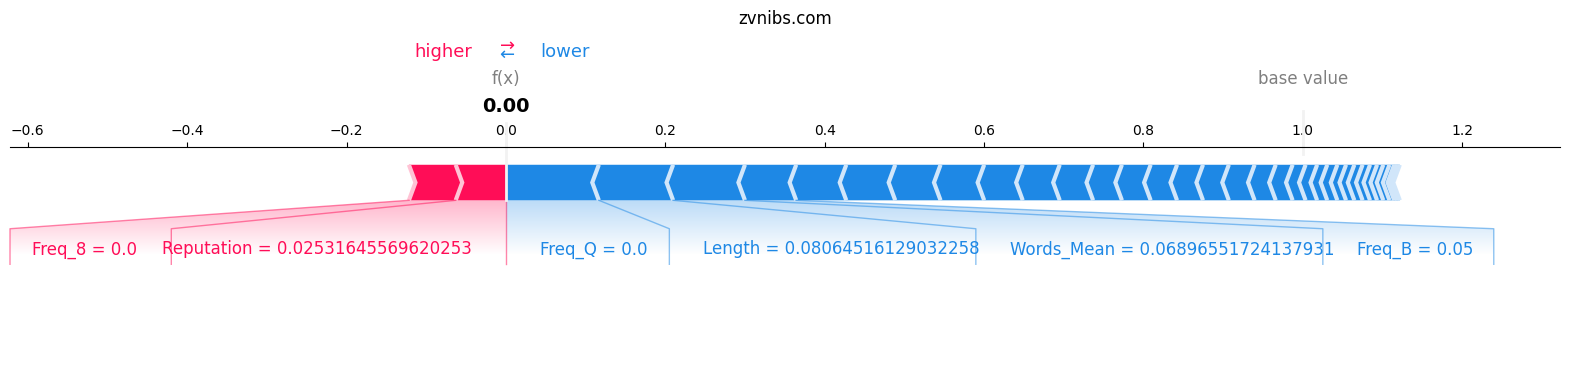 zvnibs.com
higher ⇄ lower
f(x) base value
0.00
−0.6 −0.4 −0.2 0.0 0.2 0.4 0.6 0.8 1.0 1.2
Freq_8 = 0.0 Reputation = 0.02531645569620253 Freq_Q = 0.0 Length = 0.08064516129032258 Words_Mean = 0.06896551724137931 Freq_B = 0.05